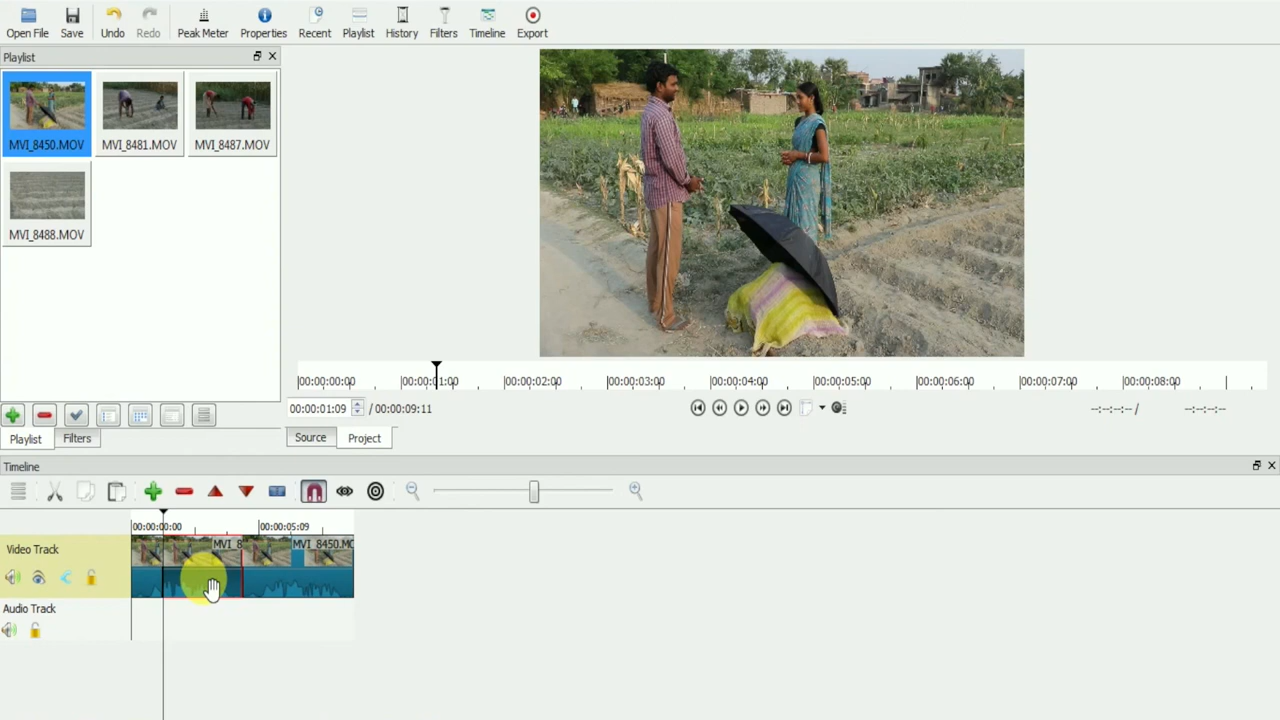 Open File Save Undo Redo Peak Meter Properties Recent Playlist History Filters Timeline Export
Playlist
MVI_8450.MOV MVI_8481.MOV MVI_8487.MOV
MVI_8488.MOV
00:00:00:00 00:00:01:00 00:00:02:00 00:00:03:00 00:00:04:00 00:00:05:00 00:00:06:00 00:00:07:00 00:00:08:00
00:00:01:09 / 00:00:09:11 --:--:--:-- / --:--:--:--
Playlist Filters Source Project
Timeline
00:00:00:00 00:00:05:09
Video Track MVI_8 MVI_8450.MO
Audio Track